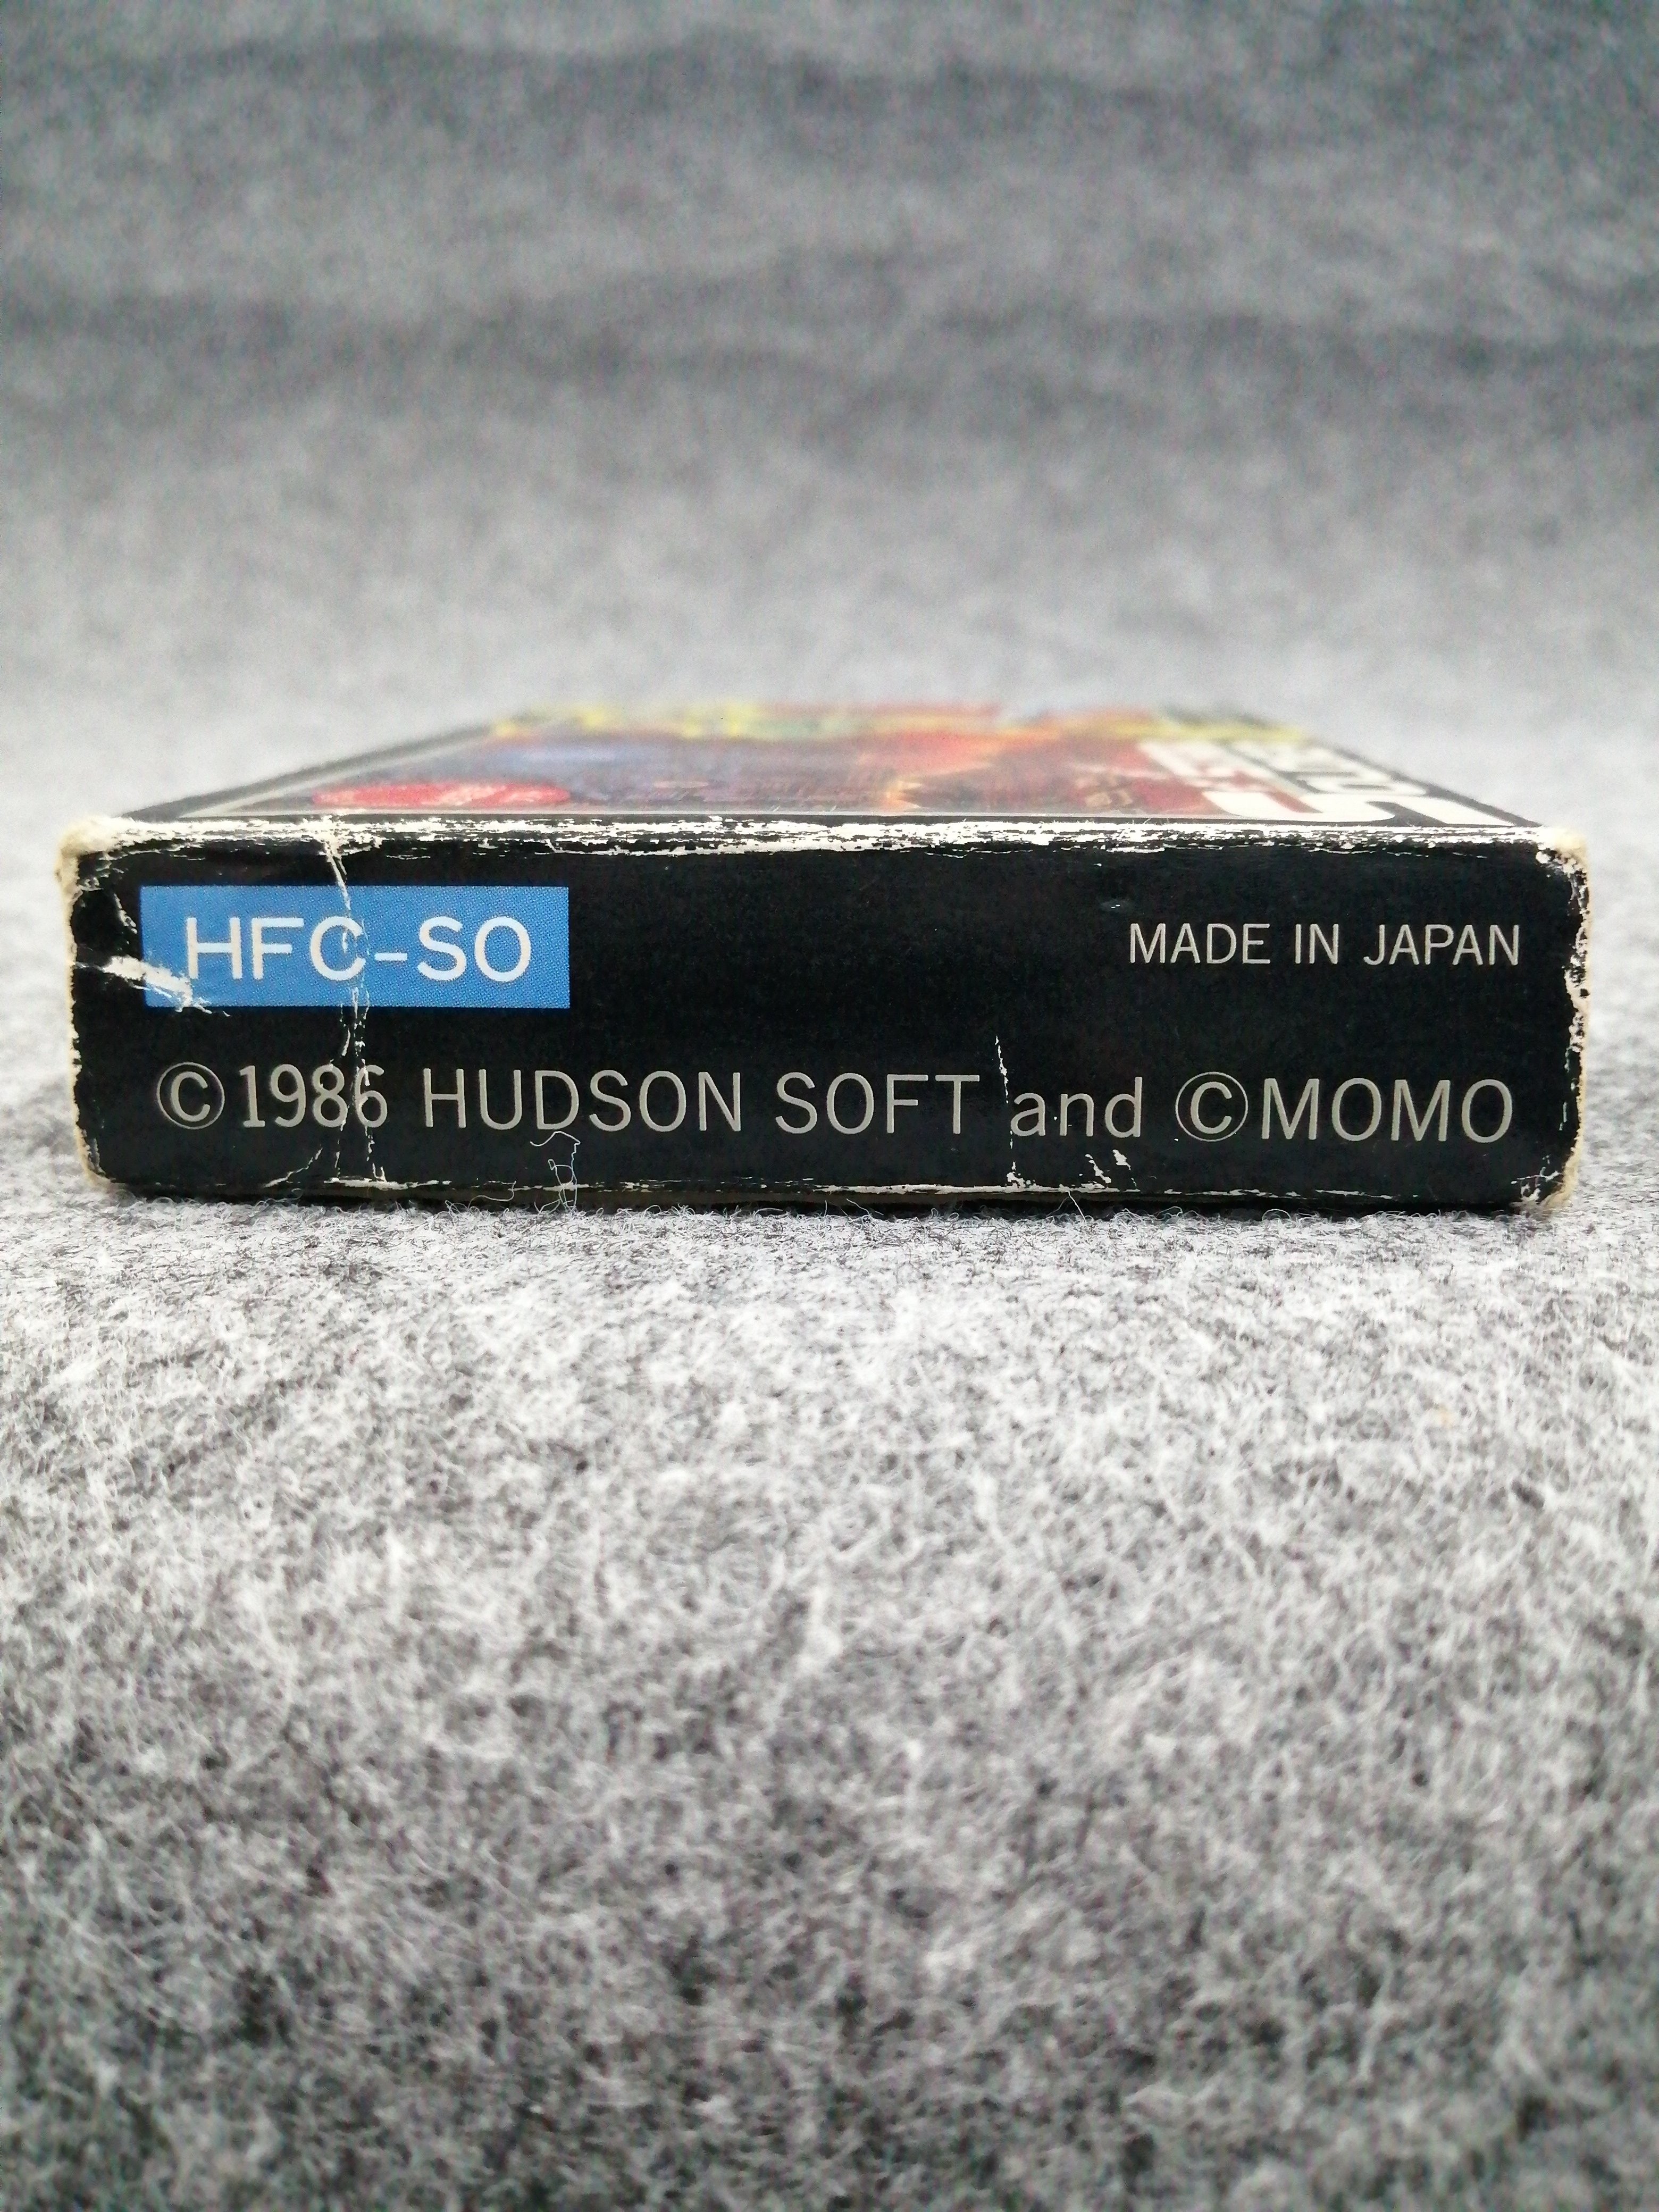 HFC-SO
MADE IN JAPAN
©1986 HUDSON SOFT and ©MOMO